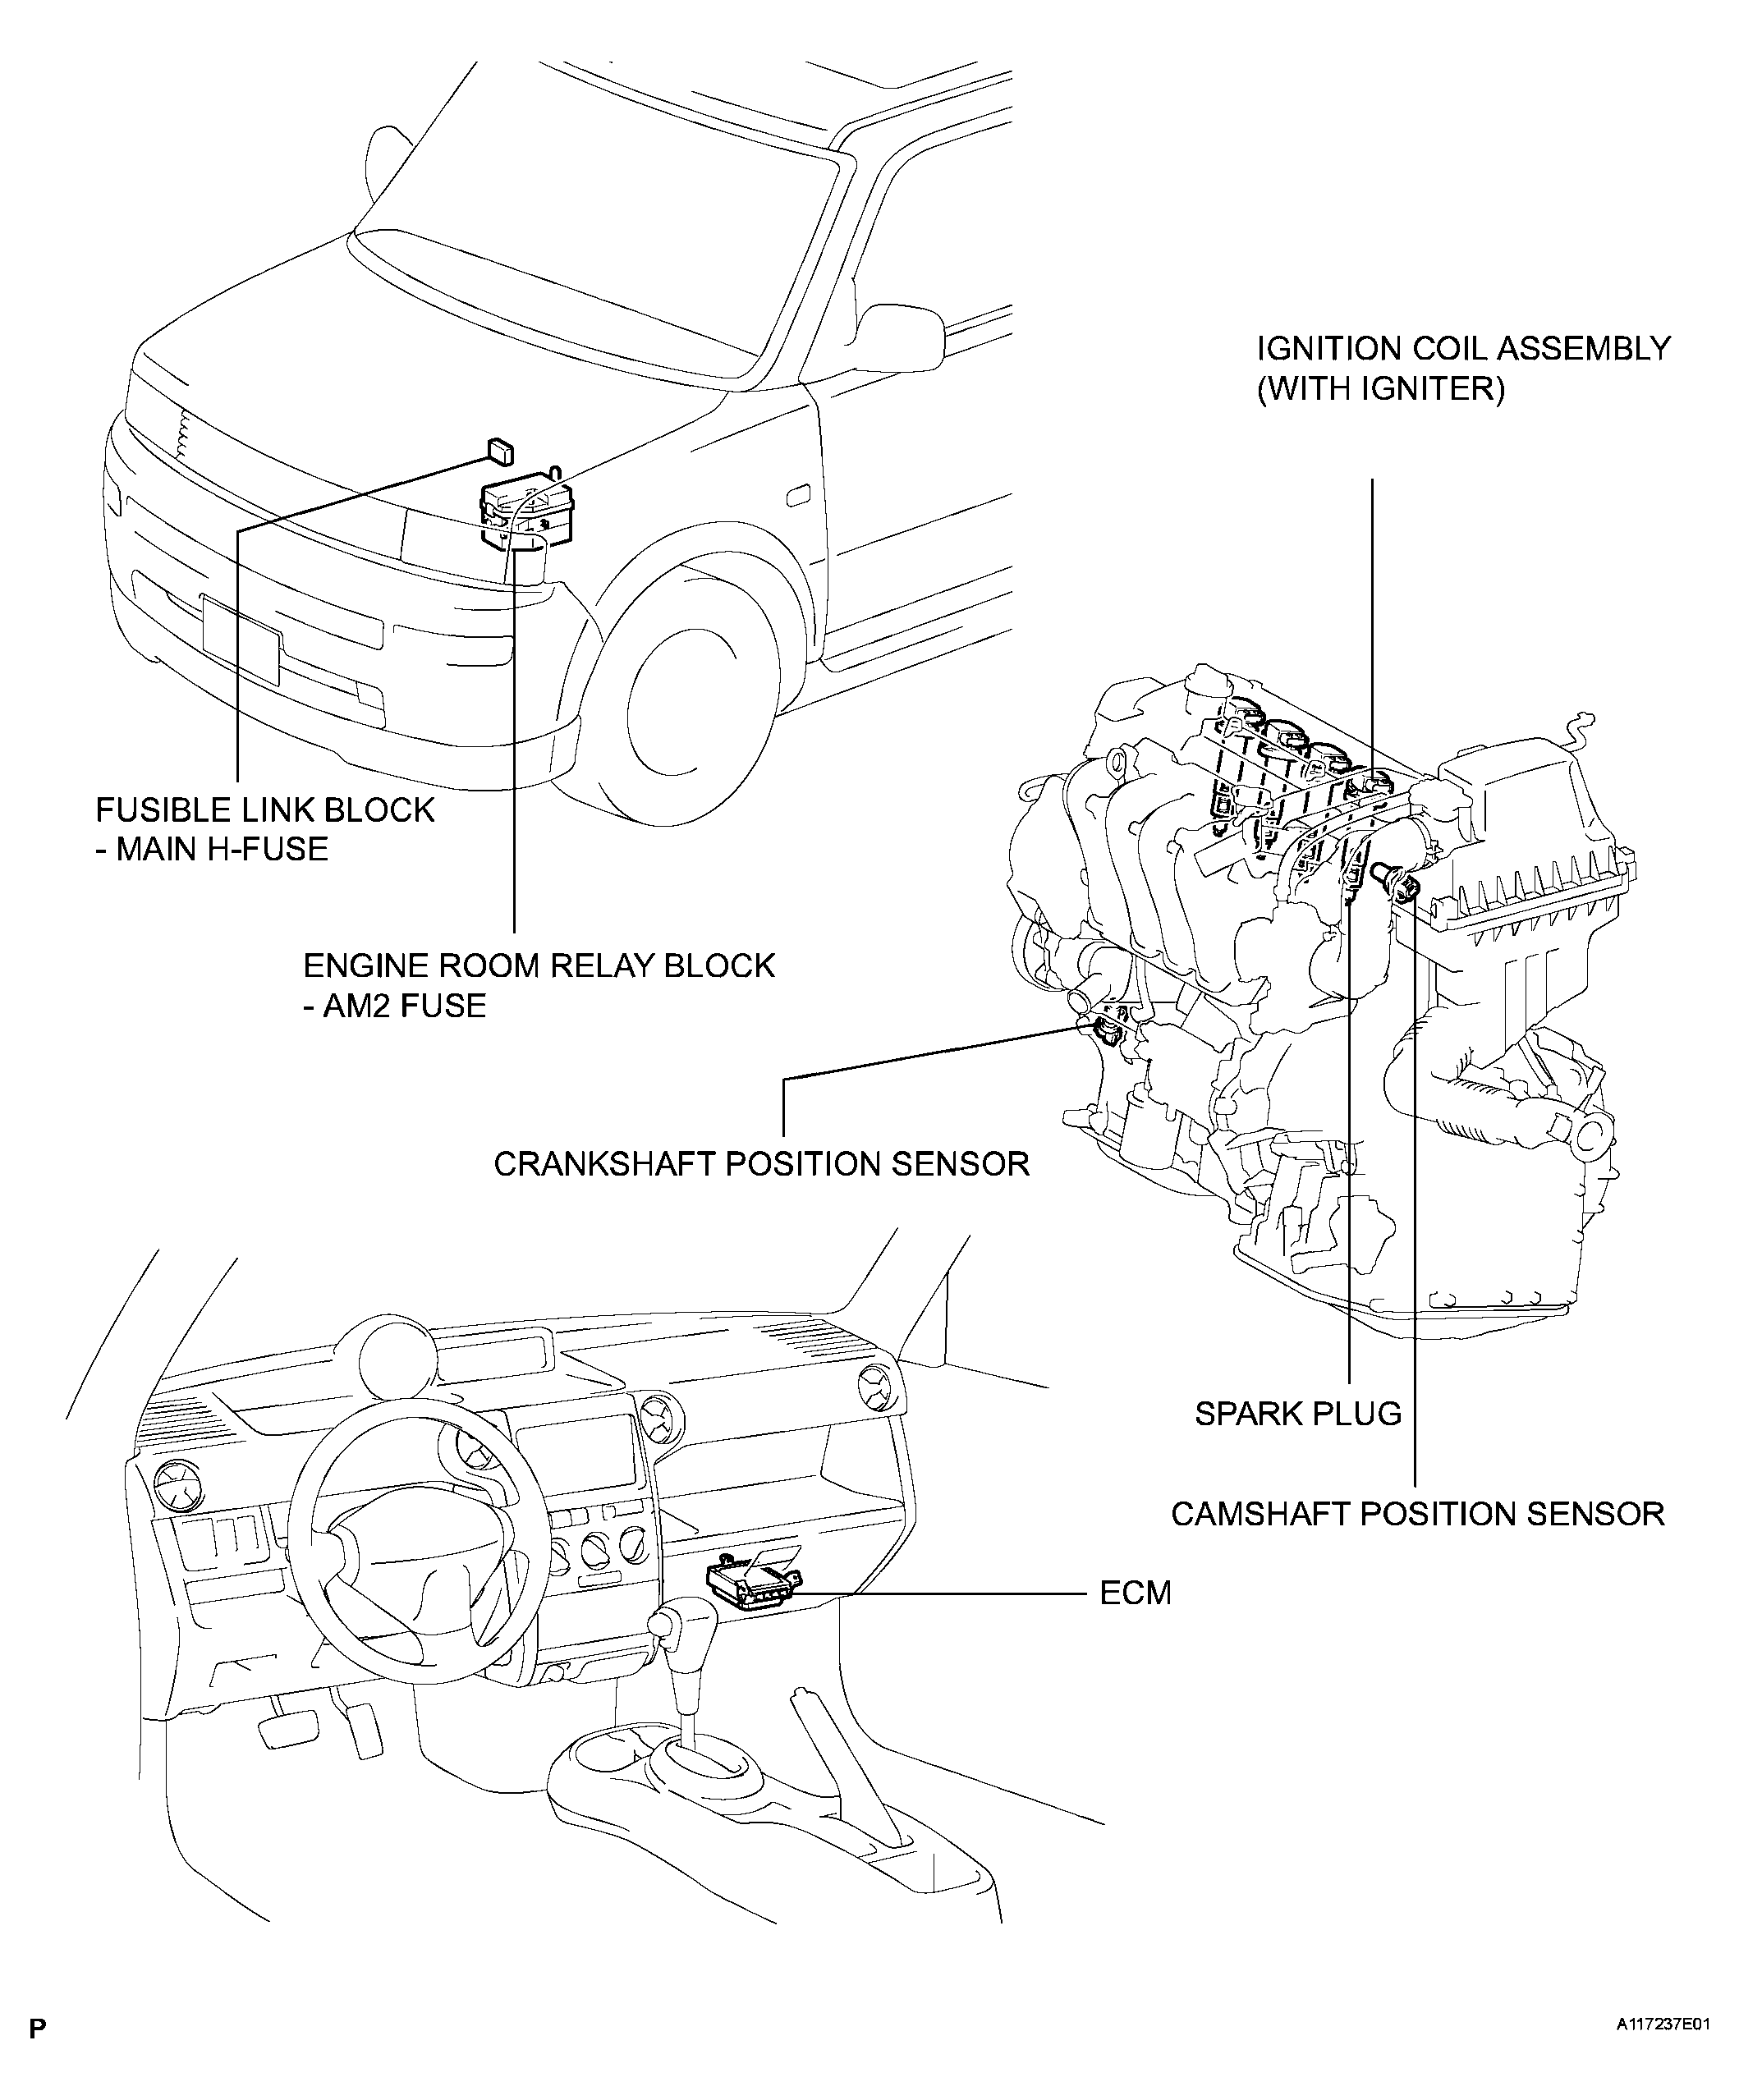 IGNITION COIL ASSEMBLY
(WITH IGNITER)
FUSIBLE LINK BLOCK
- MAIN H-FUSE
ENGINE ROOM RELAY BLOCK
- AM2 FUSE
CRANKSHAFT POSITION SENSOR
SPARK PLUG
CAMSHAFT POSITION SENSOR
ECM
P
A117237E01